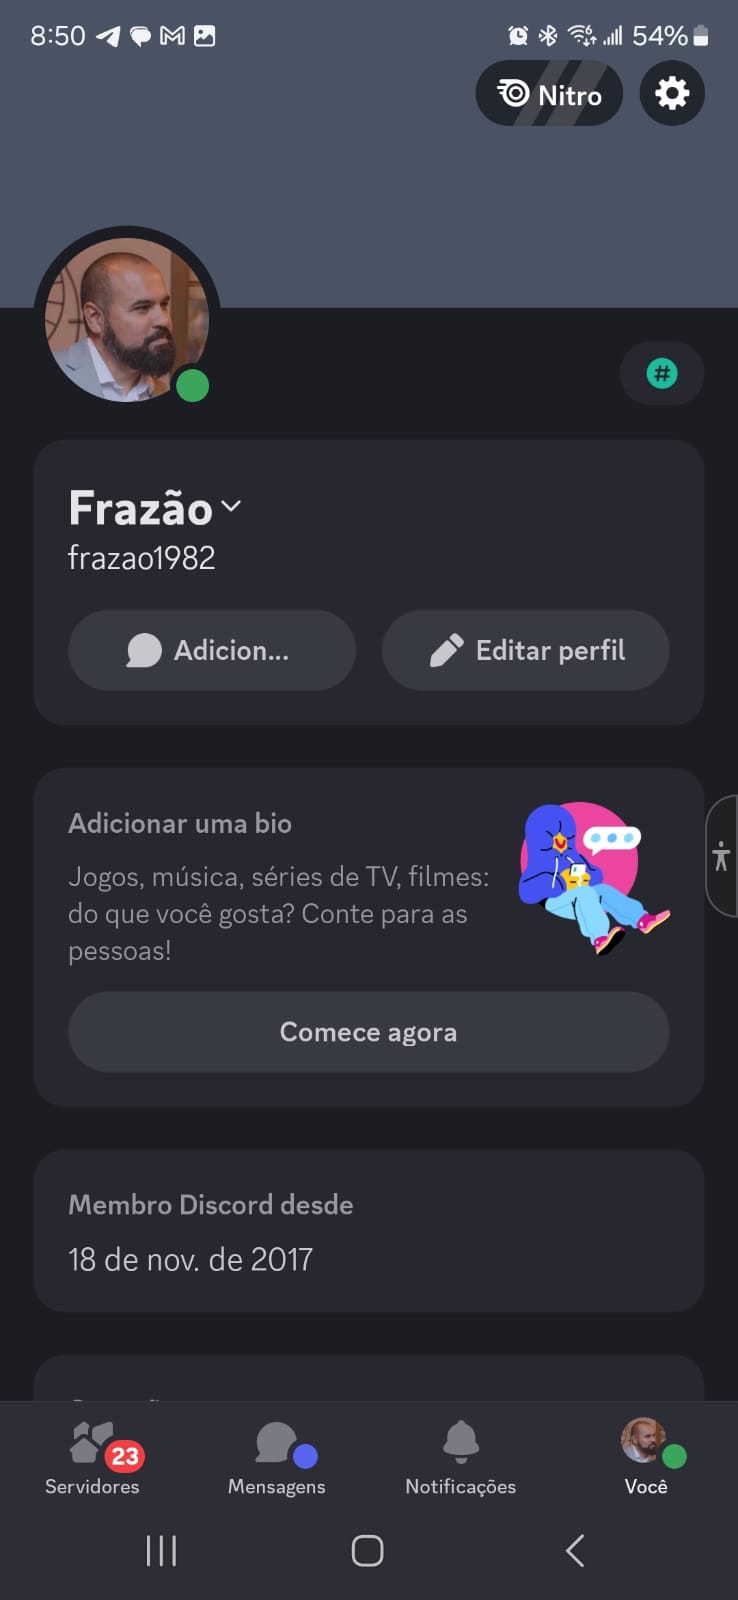 8:50
54%
Nitro
#
Frazão
frazao1982
Adicion...
Editar perfil
Adicionar uma bio
Jogos, música, séries de TV, filmes:
do que você gosta? Conte para as
pessoas!
Comece agora
Membro Discord desde
18 de nov. de 2017
23
Servidores
Mensagens
Notificações
Você